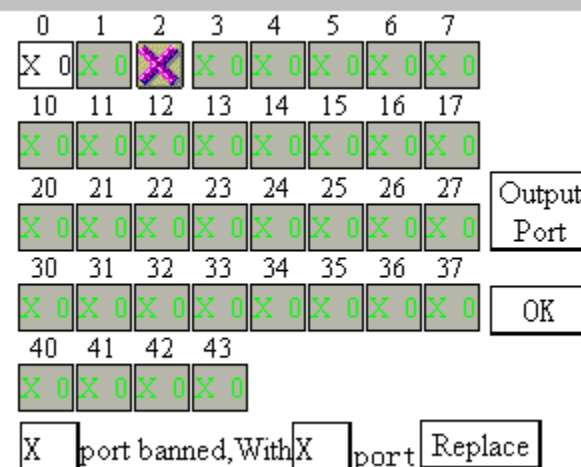 0 1 2 3 4 5 6 7
X 0 X 0 X 0 X 0 X 0 X 0 X 0
10 11 12 13 14 15 16 17
X 0 X 0 X 0 X 0 X 0 X 0 X 0 X 0
20 21 22 23 24 25 26 27
X 0 X 0 X 0 X 0 X 0 X 0 X 0 X 0
Output
Port
30 31 32 33 34 35 36 37
X 0 X 0 X 0 X 0 X 0 X 0 X 0 X 0
OK
40 41 42 43
X 0 X 0 X 0 X 0
X port banned,With X port Replace